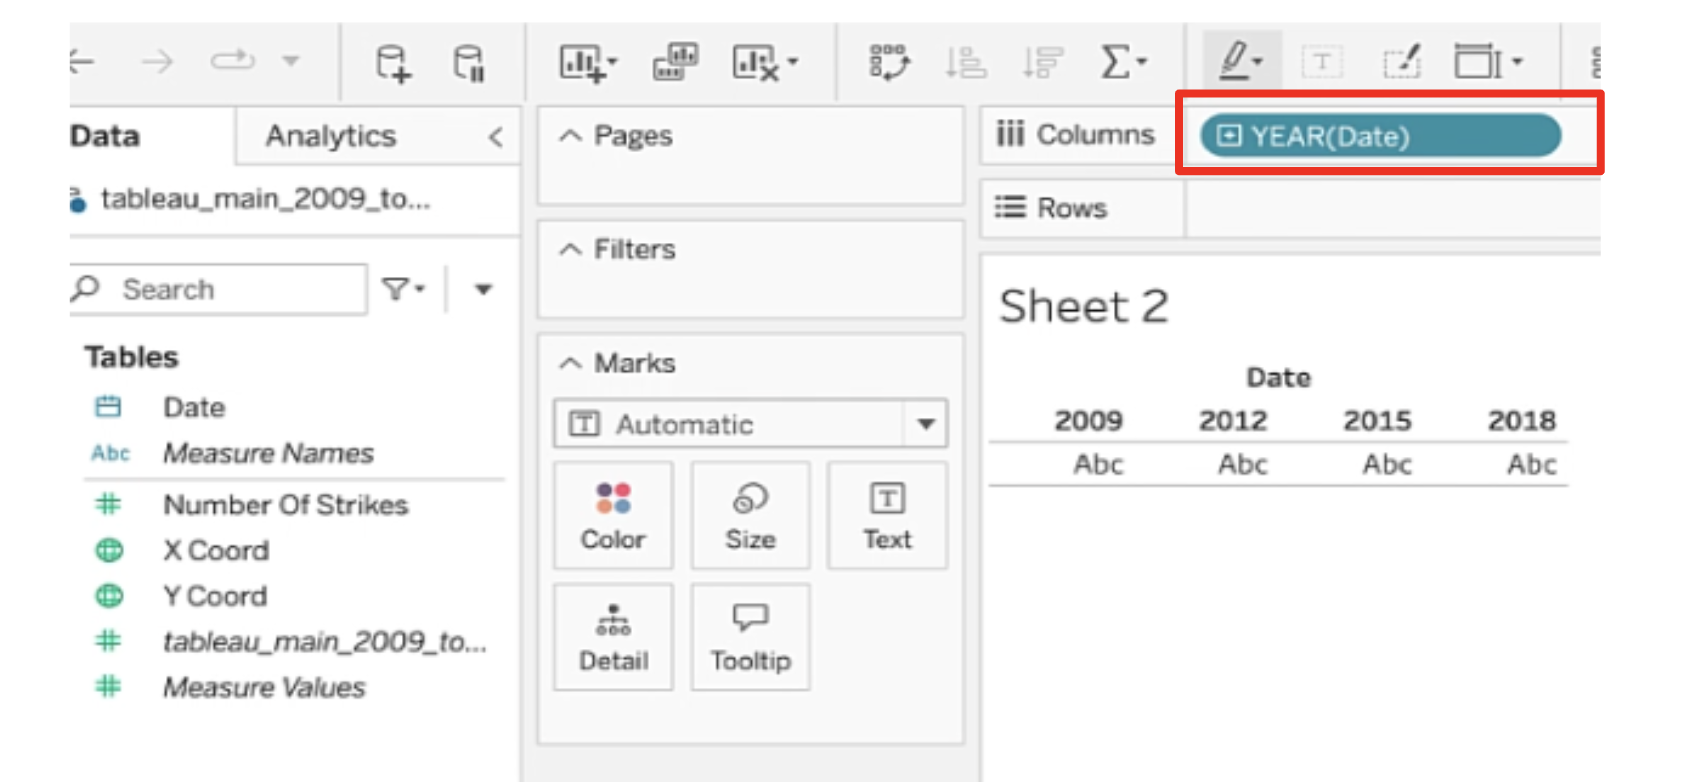 Data
Analytics
tableau_main_2009_to...
Search
Tables
Date
Abc Measure Names
Number Of Strikes
X Coord
Y Coord
tableau_main_2009_to...
Measure Values
Pages
Filters
Marks
T Automatic
Color
Size
T
Text
Detail
Tooltip
Columns
YEAR(Date)
Rows
Sheet 2
Date
2009 2012 2015 2018
Abc Abc Abc Abc